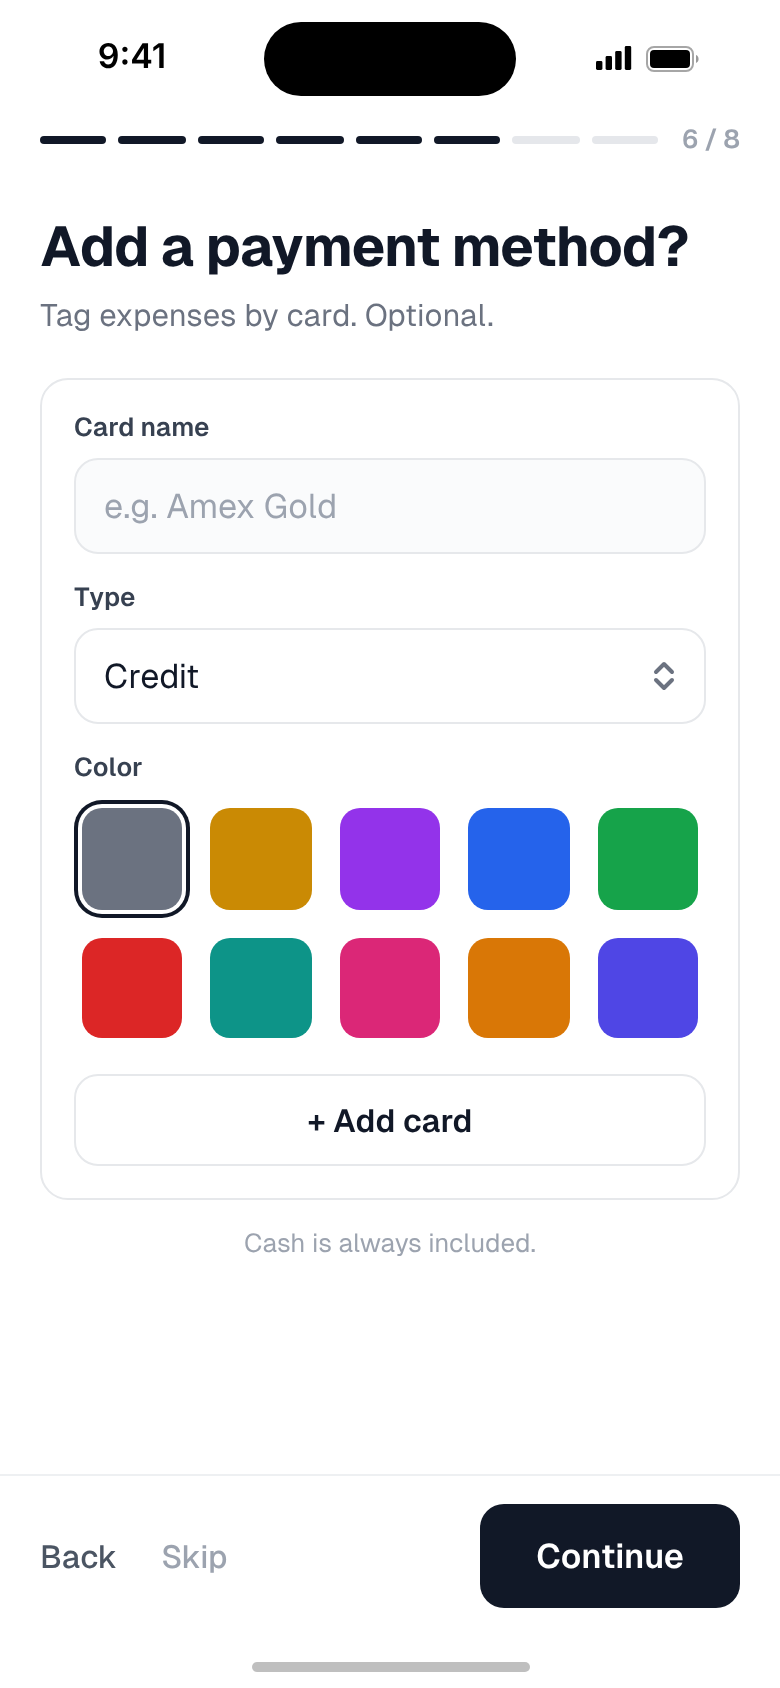 9:41
6 / 8
Add a payment method?
Tag expenses by card. Optional.
Card name
e.g. Amex Gold
Type
Credit
Color
+ Add card
Cash is always included.
Back Skip Continue